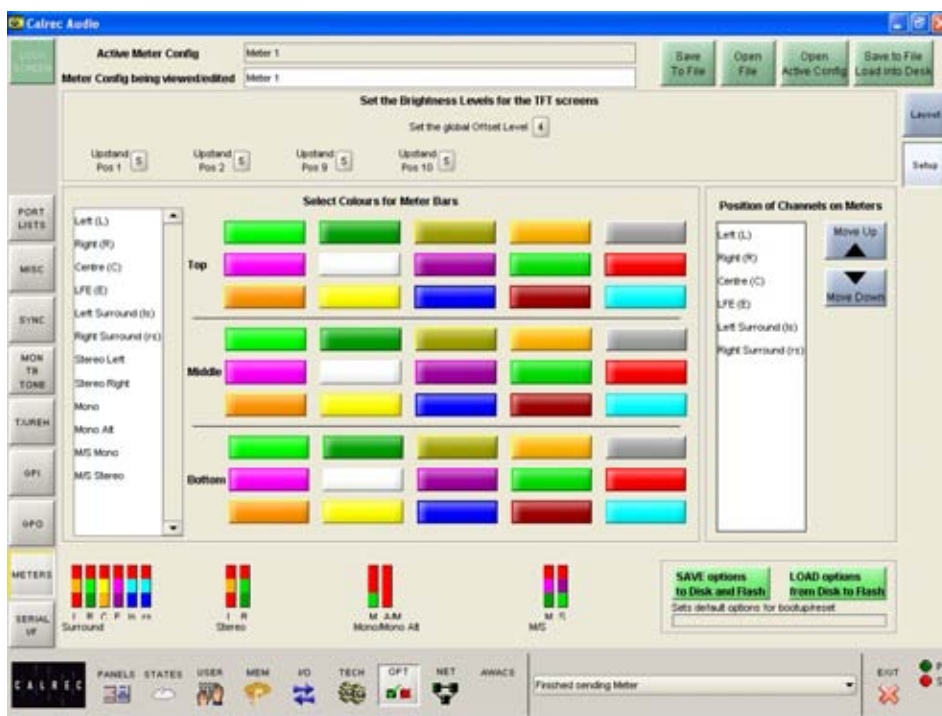 Calrec Audio
Active Meter Config
Meter 1
Meter Config being viewed/edited
Meter 1
Save To File
Open File
Open Active Config
Save to File Load into Desk
Set the Brightness Levels for the TFT screens
Set the global Offset Level 4
Upstand Pos 1 5
Upstand Pos 2 5
Upstand Pos 9 5
Upstand Pos 10 5
Layout
Setup
PORT LISTS
MISC
SYNC
MON TB TONE
GPI
GPO
METERS
SERIAL I/F
Select Colours for Meter Bars
Left (L)
Right (R)
Centre (C)
LFE (E)
Left Surround (ls)
Right Surround (rs)
Stereo Left
Stereo Right
Mono
Mono Alt
M/S Mono
M/S Stereo
Top
Middle
Bottom
Position of Channels on Meters
Left (L)
Right (R)
Centre (C)
LFE (E)
Left Surround (ls)
Right Surround (rs)
Move Up
Move Down
L R C E ls rs
Surround
L R
Stereo
M A/M
Mono/Mono Alt
M S
M/S
SAVE options to Disk and Flash
LOAD options from Disk to Flash
Sets default options for bootup/reset
CALREC
PANELS
STATES
USER
MEM
I/O
TECH
OPT
NET
AWACS
Finished sending Meter
EXIT
P
S